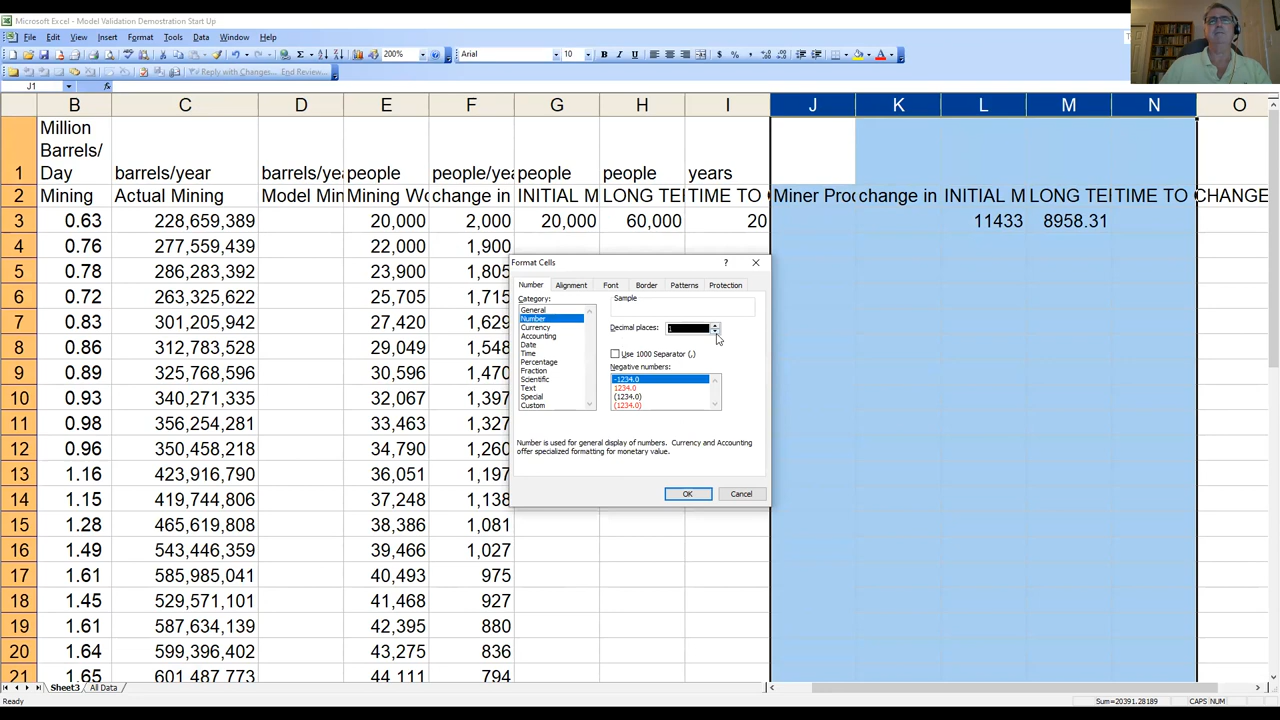 Microsoft Excel - Model Validation Demostration Start Up
File Edit View Insert Format Tools Data Window Help
200% Arial 10 B I U $ % ,
Reply with Changes... End Review...
J1 fx
B C D E F G H I J K L M N O
Million
Barrels/
1 Day barrels/year barrels/yea people people/yea people people years
2 Mining Actual Mining Model Min Mining Wo change in INITIAL M LONG TEI TIME TO Miner Proc change in INITIAL M LONG TEI TIME TO CHANGE
3 0.63 228,659,389 20,000 2,000 20,000 60,000 20 11433 8958.31
4 0.76 277,559,439 22,000 1,900
5 0.78 286,283,392 23,900 1,805
6 0.72 263,325,622 25,705 1,715
7 0.83 301,205,942 27,420 1,629
8 0.86 312,783,528 29,049 1,548
9 0.89 325,768,596 30,596 1,470
10 0.93 340,271,335 32,067 1,397
11 0.98 356,254,281 33,463 1,327
12 0.96 350,458,218 34,790 1,260
13 1.16 423,916,790 36,051 1,197
14 1.15 419,744,806 37,248 1,138
15 1.28 465,619,808 38,386 1,081
16 1.49 543,446,359 39,466 1,027
17 1.61 585,985,041 40,493 975
18 1.45 529,571,101 41,468 927
19 1.61 587,634,139 42,395 880
20 1.64 599,396,402 43,275 836
21 1.65 601,487,773 44,111 794
Format Cells ?
Number Alignment Font Border Patterns Protection
Category:
General
Number
Currency
Accounting
Date
Time
Percentage
Fraction
Scientific
Text
Special
Custom
Sample
Decimal places: 1
Use 1000 Separator (,)
Negative numbers:
-1234.0
1234.0
(1234.0)
(1234.0)
Number is used for general display of numbers. Currency and Accounting
offer specialized formatting for monetary value.
OK Cancel
Sheet3 All Data
Ready Sum=20391.28189 CAPS NUM